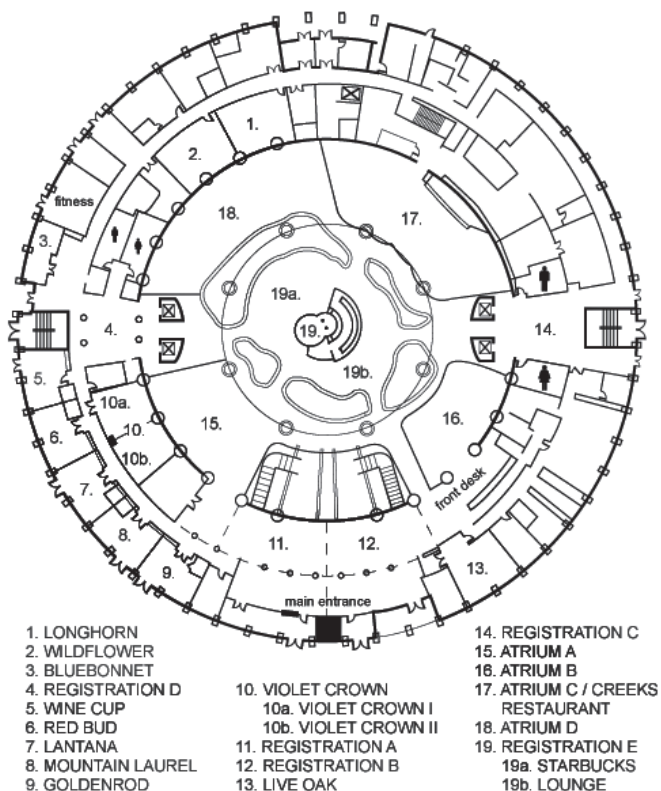 1.
2.
fitness
18.
17.
3.
19a.
4.
19.
14.
5.
19b.
10a.
15.
16.
6.
10.
10b.
7.
front desk
8.
11.
12.
9.
13.
main entrance
1. LONGHORN
2. WILDFLOWER
3. BLUEBONNET
4. REGISTRATION D
5. WINE CUP
6. RED BUD
7. LANTANA
8. MOUNTAIN LAUREL
9. GOLDENROD
10. VIOLET CROWN
10a. VIOLET CROWN I
10b. VIOLET CROWN II
11. REGISTRATION A
12. REGISTRATION B
13. LIVE OAK
14. REGISTRATION C
15. ATRIUM A
16. ATRIUM B
17. ATRIUM C / CREEKS
RESTAURANT
18. ATRIUM D
19. REGISTRATION E
19a. STARBUCKS
19b. LOUNGE